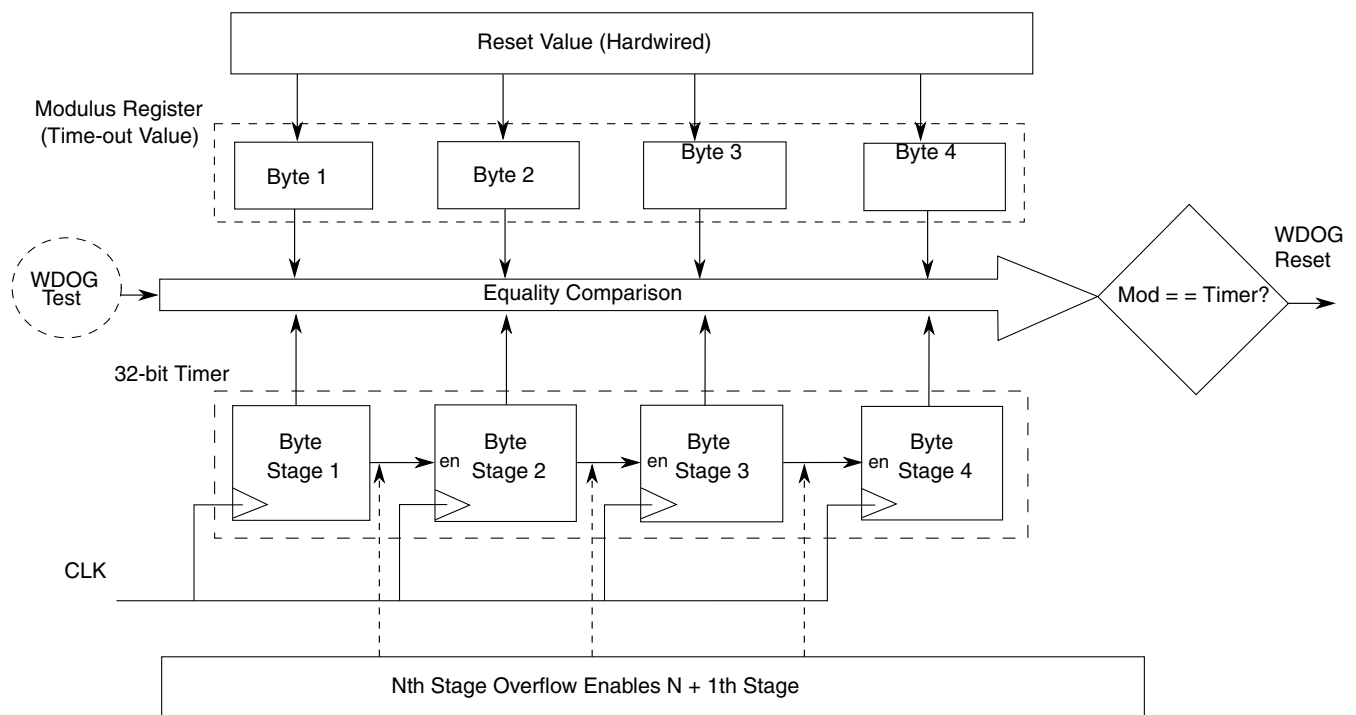 Reset Value (Hardwired)
Modulus Register
(Time-out Value)
Byte 1
Byte 2
Byte 3
Byte 4
WDOG
Test
Equality Comparison
Mod = = Timer?
WDOG
Reset
32-bit Timer
Byte
Stage 1
en
Byte
Stage 2
en
Byte
Stage 3
en
Byte
Stage 4
CLK
Nth Stage Overflow Enables N + 1th Stage